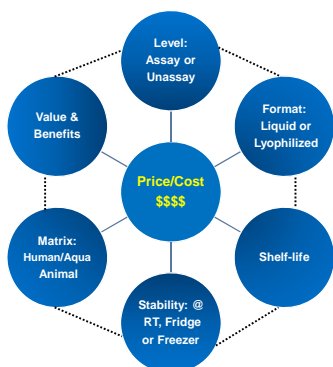 Level:
Assay or
Unassay
Value &
Benefits
Format:
Liquid or
Lyophilized
Price/Cost
$$$$
Matrix:
Human/Aqua
Animal
Shelf-life
Stability: @
RT, Fridge
or Freezer